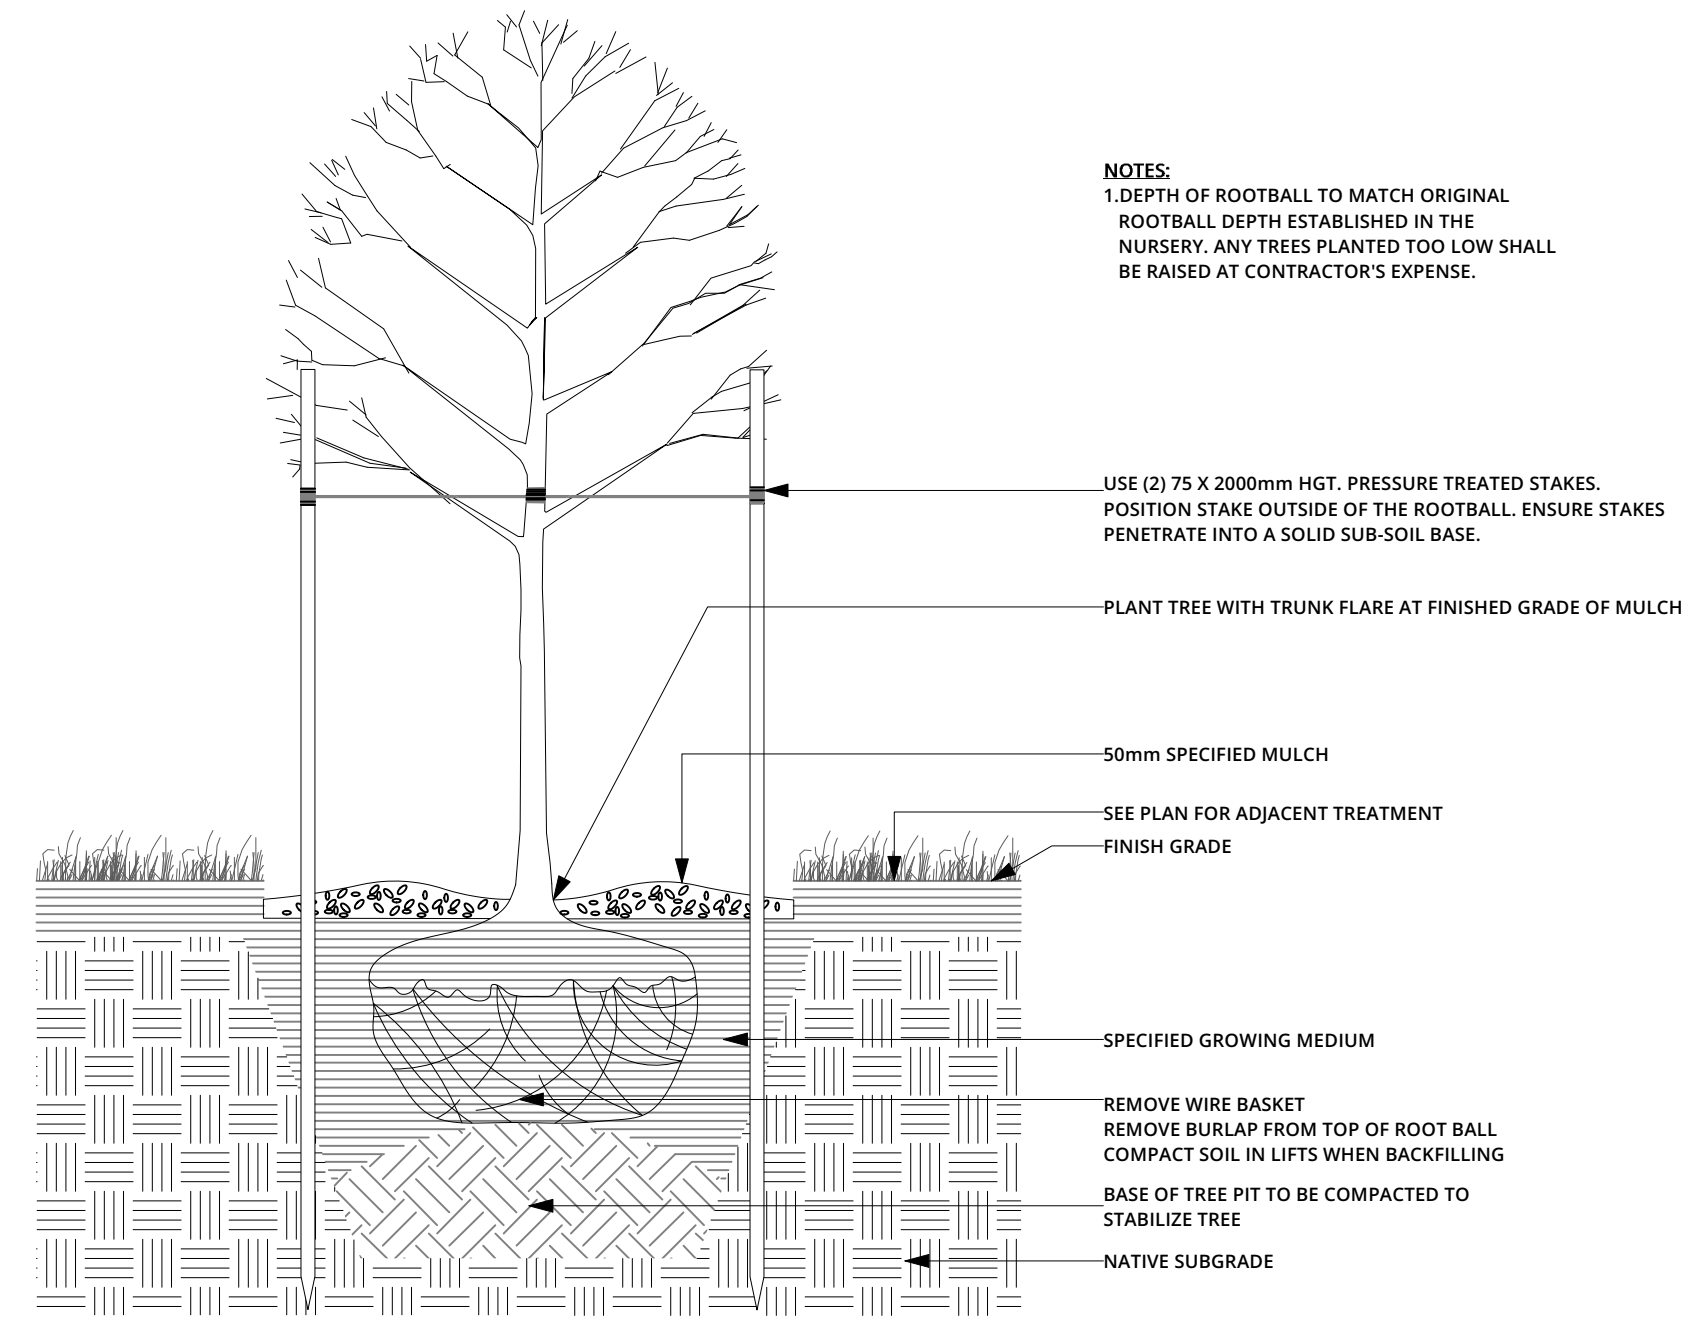 NOTES:
1.DEPTH OF ROOTBALL TO MATCH ORIGINAL
ROOTBALL DEPTH ESTABLISHED IN THE
NURSERY. ANY TREES PLANTED TOO LOW SHALL
BE RAISED AT CONTRACTOR'S EXPENSE.
USE (2) 75 X 2000mm HGT. PRESSURE TREATED STAKES.
POSITION STAKE OUTSIDE OF THE ROOTBALL. ENSURE STAKES
PENETRATE INTO A SOLID SUB-SOIL BASE.
PLANT TREE WITH TRUNK FLARE AT FINISHED GRADE OF MULCH
50mm SPECIFIED MULCH
SEE PLAN FOR ADJACENT TREATMENT
FINISH GRADE
SPECIFIED GROWING MEDIUM
REMOVE WIRE BASKET
REMOVE BURLAP FROM TOP OF ROOT BALL
COMPACT SOIL IN LIFTS WHEN BACKFILLING
BASE OF TREE PIT TO BE COMPACTED TO
STABILIZE TREE
NATIVE SUBGRADE